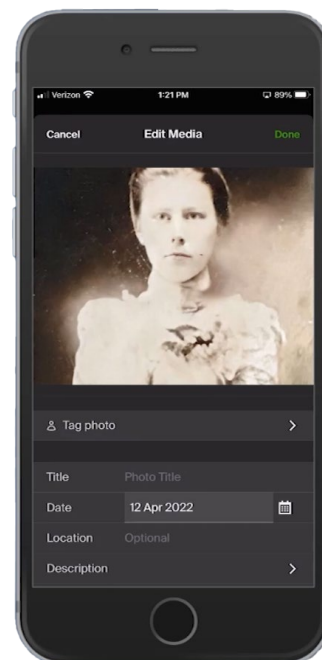 Verizon 1:21 PM 89%
Cancel Edit Media Done
Tag photo
Title Photo Title
Date 12 Apr 2022
Location Optional
Description